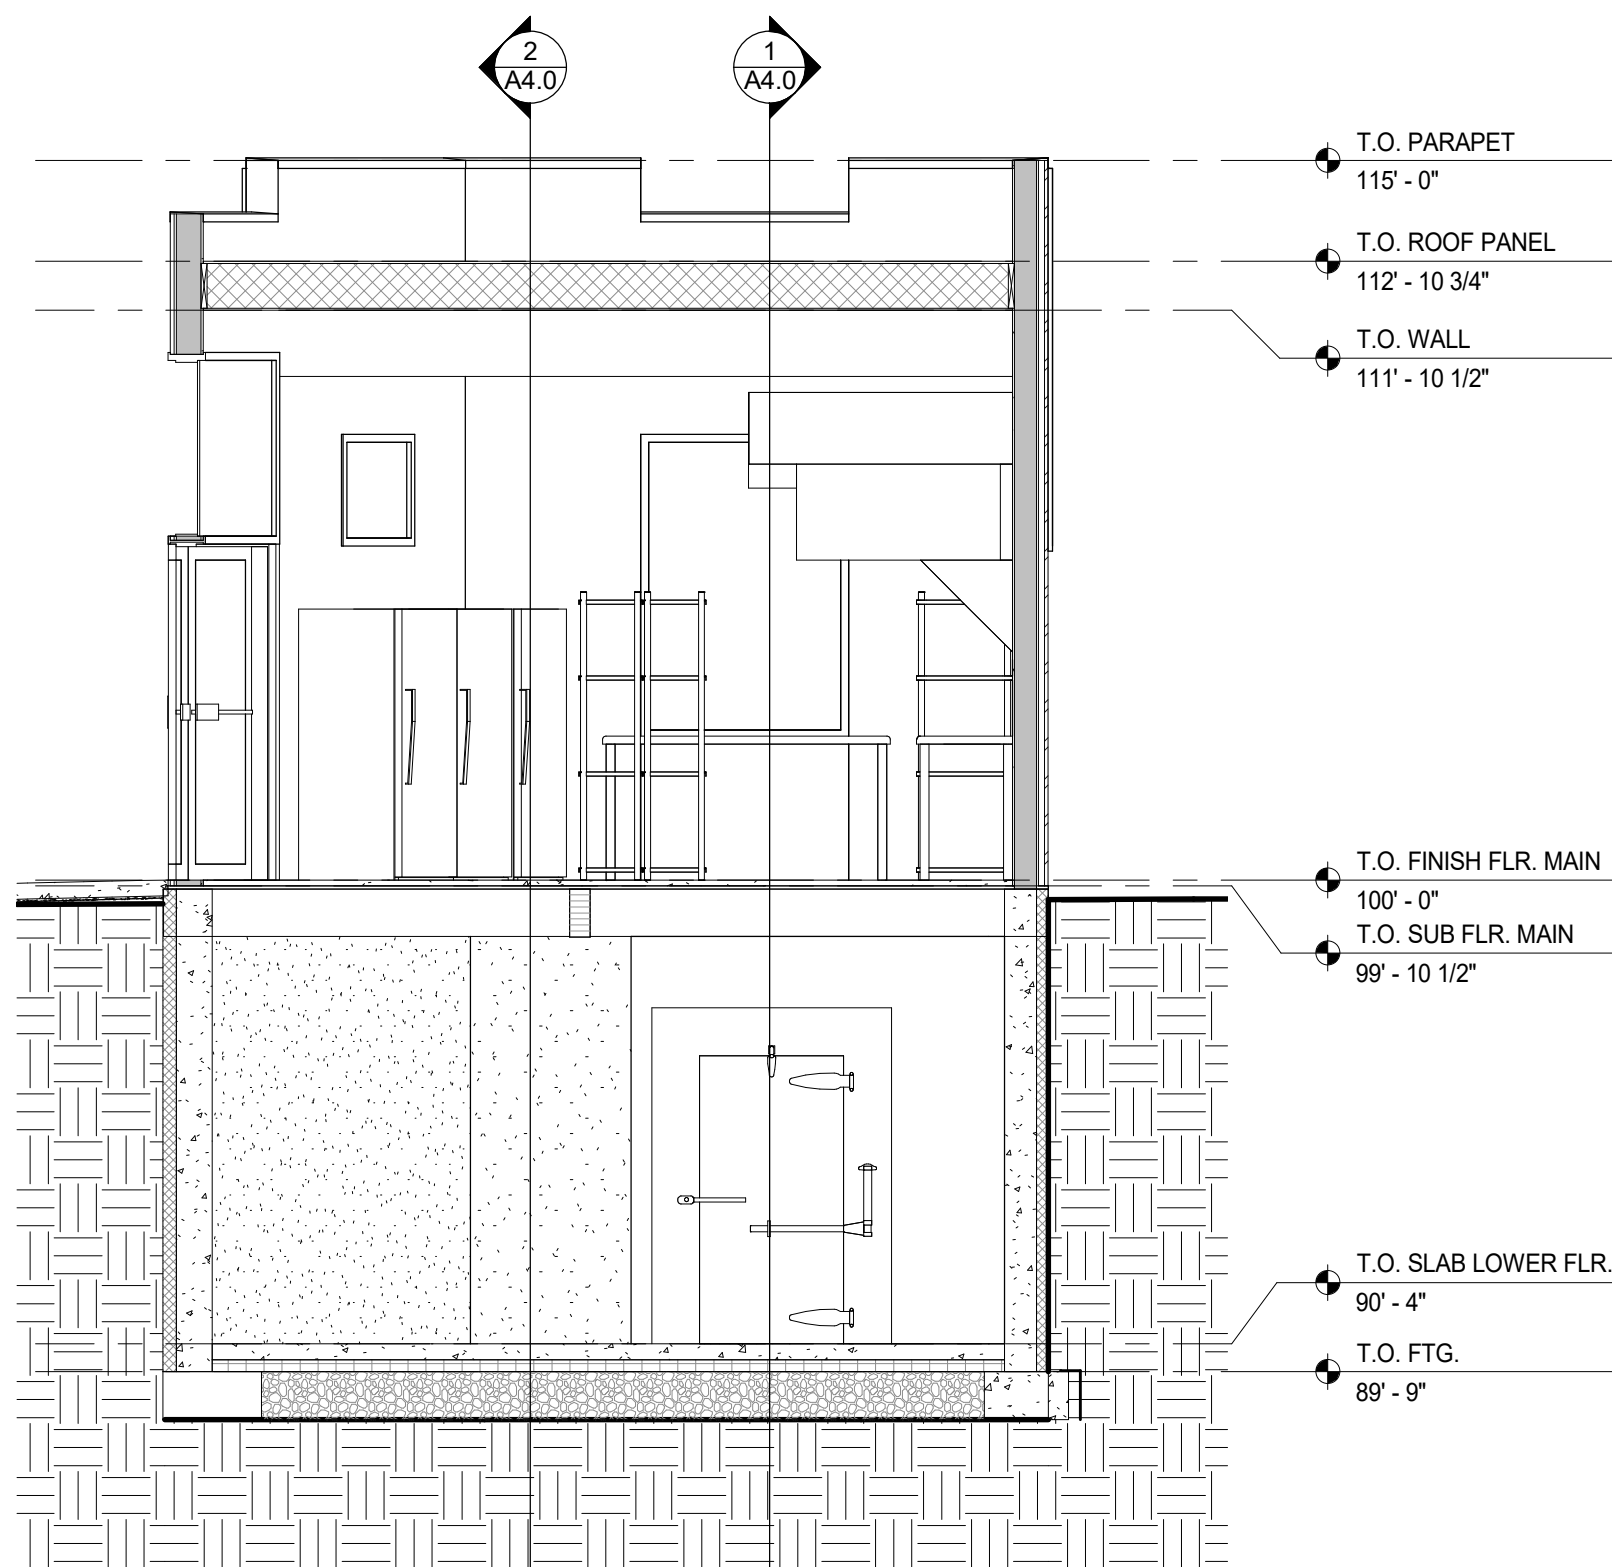 2
A4.0
1
A4.0
T.O. PARAPET
115' - 0"
T.O. ROOF PANEL
112' - 10 3/4"
T.O. WALL
111' - 10 1/2"
T.O. FINISH FLR. MAIN
100' - 0"
T.O. SUB FLR. MAIN
99' - 10 1/2"
T.O. SLAB LOWER FLR.
90' - 4"
T.O. FTG.
89' - 9"